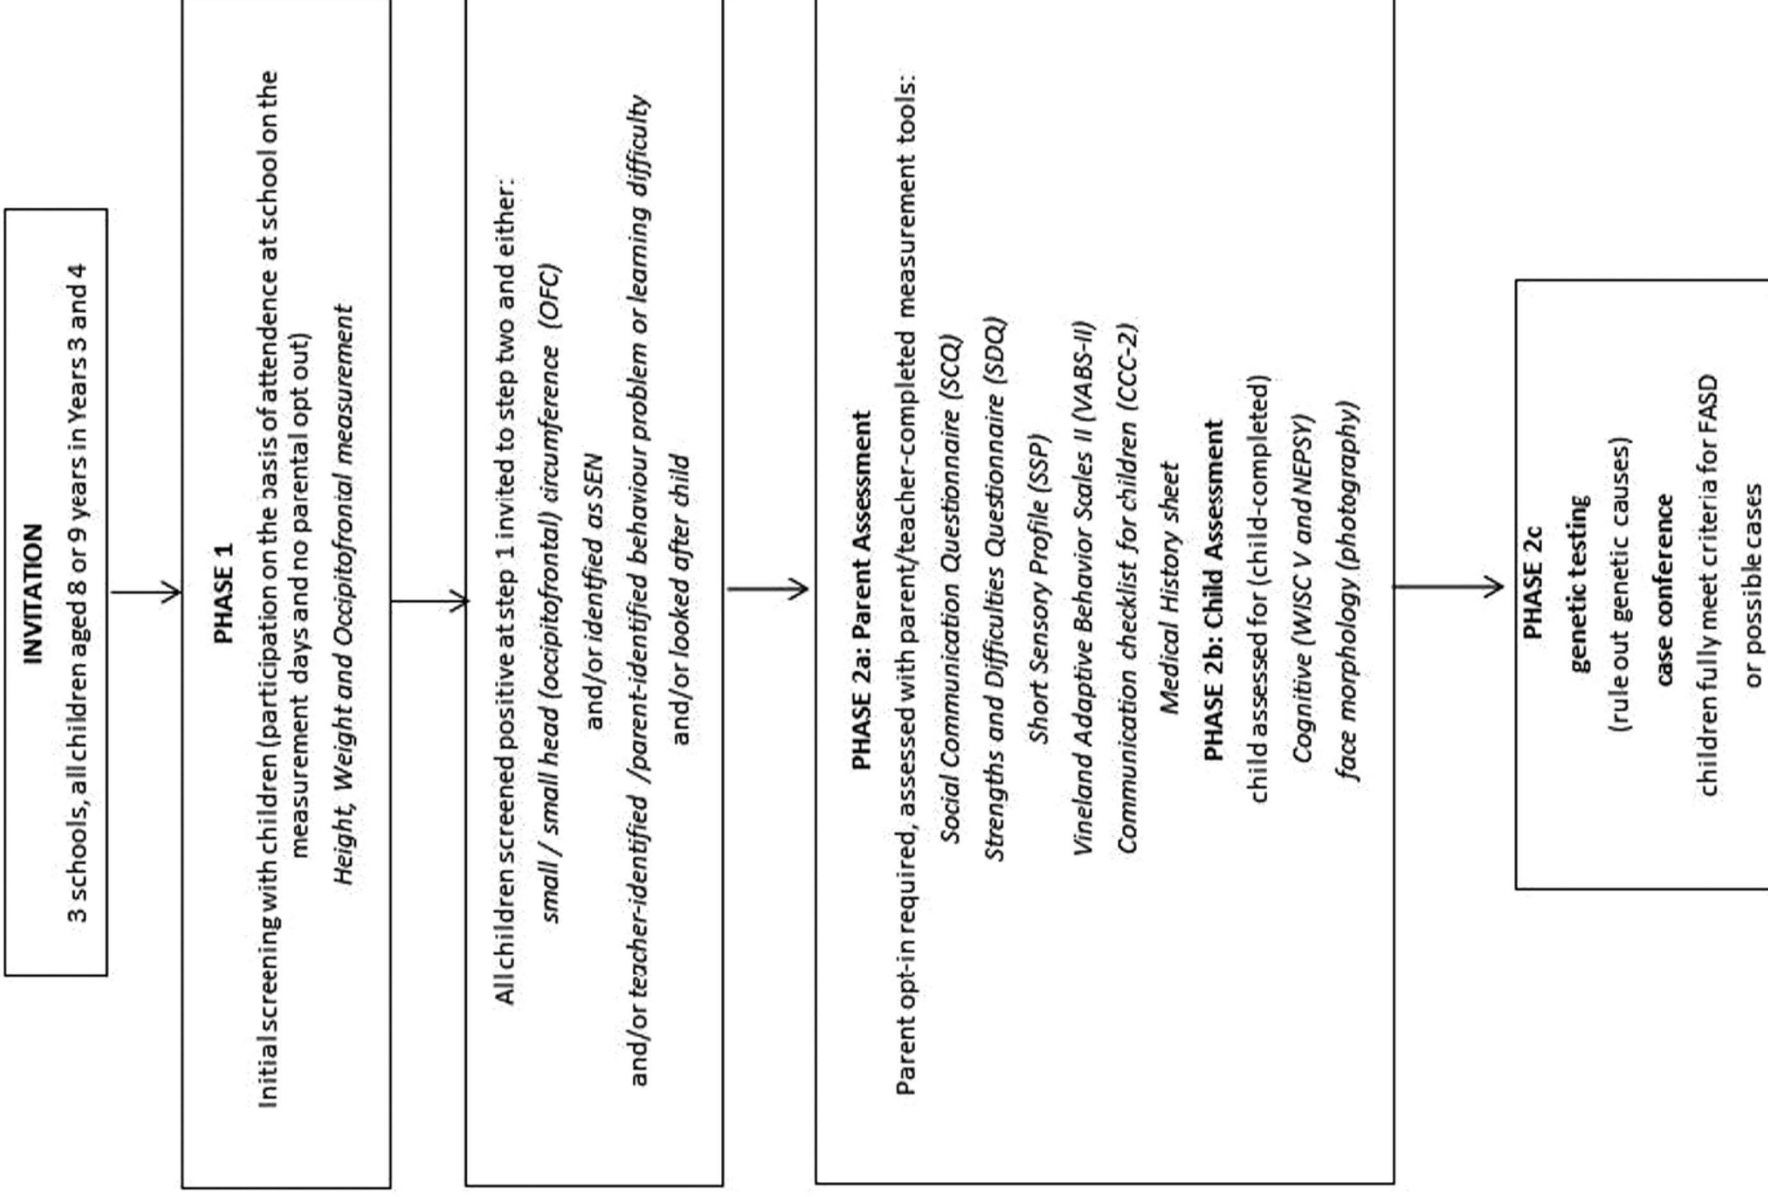 INVITATION
3 schools, all children aged 8 or 9 years in Years 3 and 4
PHASE 1
Initial screening with children (participation on the basis of attendence at school on the
measurement days and no parental opt out)
Height, Weight and Occipitofrontal measurement
All children screened positive at step 1 invited to step two and either:
small / small head (occipitofrontal) circumference (OFC)
and/or identified as SEN
and/or teacher-identified /parent-identified behaviour problem or learning difficulty
and/or looked after child
PHASE 2a: Parent Assessment
Parent opt-in required, assessed with parent/teacher-completed measurement tools:
Social Communication Questionnaire (SCQ)
Strengths and Difficulties Questionnaire (SDQ)
Short Sensory Profile (SSP)
Vineland Adaptive Behavior Scales II (VABS-II)
Communication checklist for children (CCC-2)
Medical History sheet
PHASE 2b: Child Assessment
child assessed for (child-completed)
Cognitive (WISC V and NEPSY)
face morphology (photography)
PHASE 2c
genetic testing
(rule out genetic causes)
case conference
children fully meet criteria for FASD
or possible cases